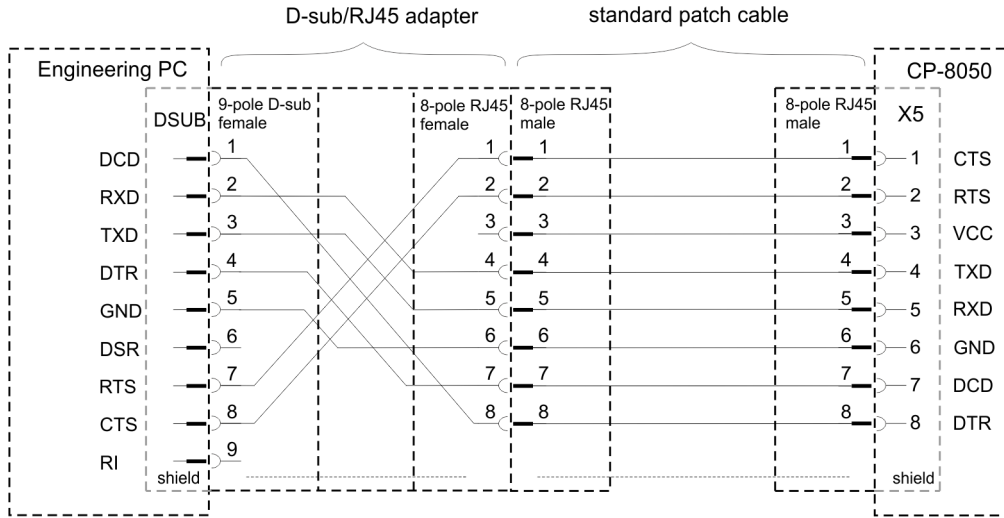 D-sub/RJ45 adapter standard patch cable
Engineering PC CP-8050
9-pole D-sub 8-pole RJ45 8-pole RJ45 8-pole RJ45
DSUB female female male male X5
1 1 1 1 1 CTS
DCD
RXD 2 2 2 2 2 RTS
TXD 3 3 3 3 3 VCC
DTR 4 4 4 4 4 TXD
GND 5 5 5 5 5 RXD
DSR 6 6 6 6 6 GND
RTS 7 7 7 7 7 DCD
CTS 8 8 8 8 8 DTR
RI 9
shield shield